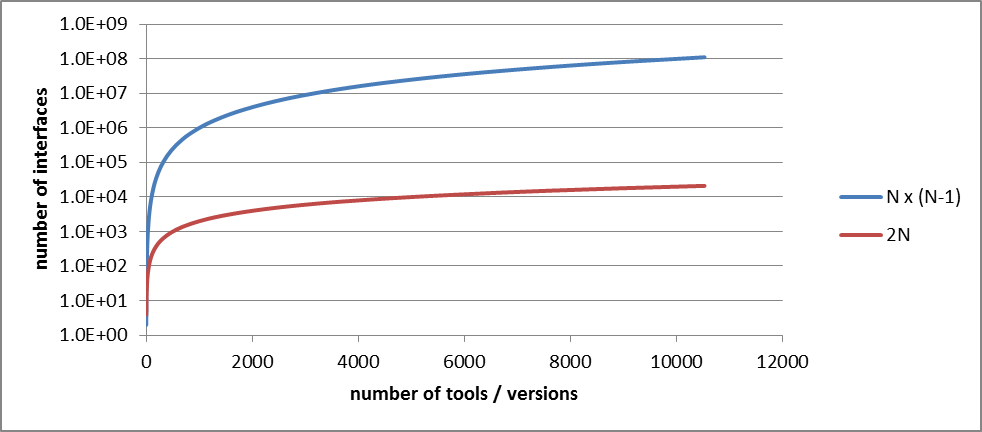 1.0E+09
1.0E+08
1.0E+07
1.0E+06
1.0E+05
1.0E+04
1.0E+03
1.0E+02
1.0E+01
1.0E+00
number of interfaces
0 2000 4000 6000 8000 10000 12000
number of tools / versions
N x (N-1)
2N